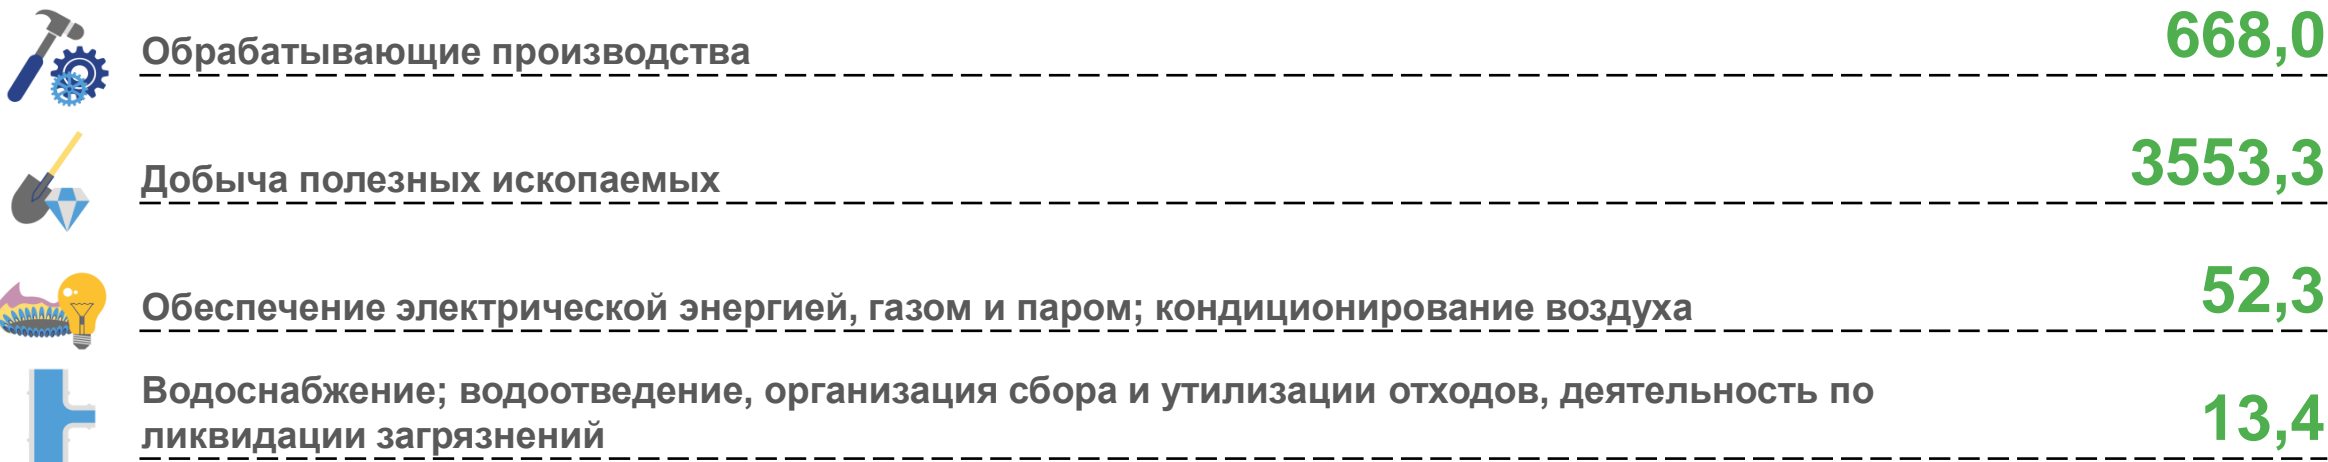 Обрабатывающие производства
668,0
Добыча полезных ископаемых
3553,3
Обеспечение электрической энергией, газом и паром; кондиционирование воздуха
52,3
Водоснабжение; водоотведение, организация сбора и утилизации отходов, деятельность по
ликвидации загрязнений
13,4